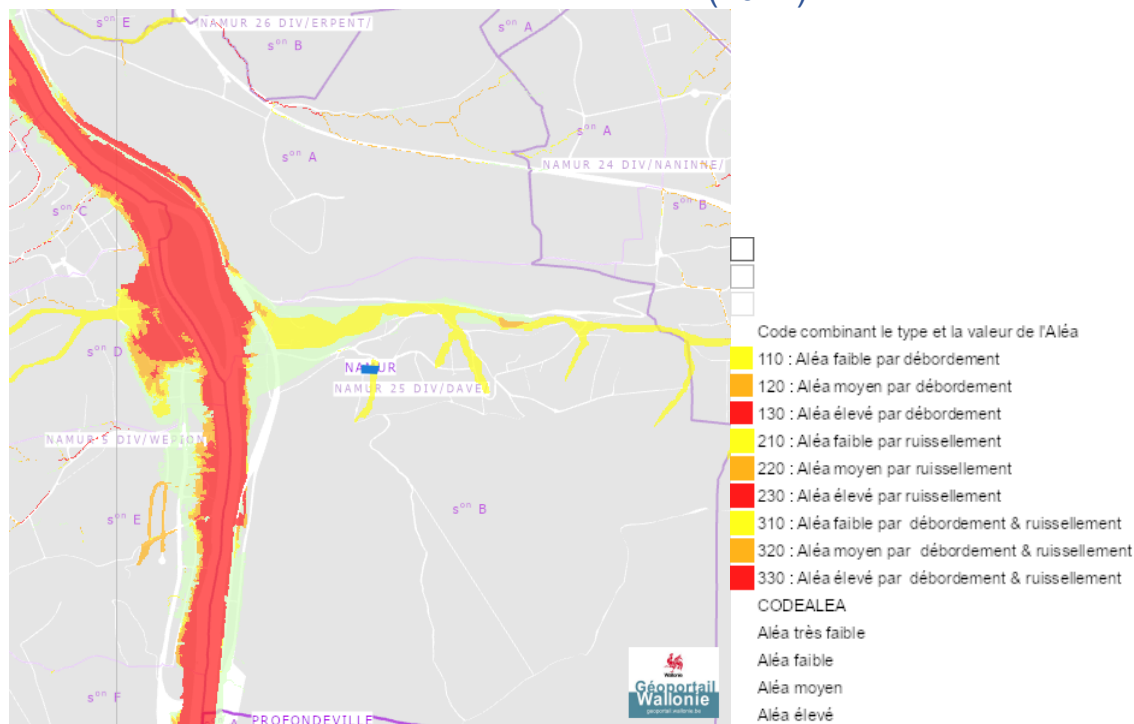 sᵒⁿ E
NAMUR 26 DIV/ERPENT/
sᵒⁿ B
sᵒⁿ A
sᵒⁿ A
sᵒⁿ A
NAMUR 24 DIV/NANINNE/
sᵒⁿ B
sᵒⁿ C
sᵒⁿ D
NAMUR
NAMUR 25 DIV/DAVE/
NAMUR 5 DIV/WEPION
sᵒⁿ B
sᵒⁿ E
sᵒⁿ F
A
PROFONDEVILLE
Wallonie
Géoportail
Wallonie
geoportail.wallonie.be
Code combinant le type et la valeur de l'Aléa
110 : Aléa faible par débordement
120 : Aléa moyen par débordement
130 : Aléa élevé par débordement
210 : Aléa faible par ruissellement
220 : Aléa moyen par ruissellement
230 : Aléa élevé par ruissellement
310 : Aléa faible par  débordement & ruissellement
320 : Aléa moyen par  débordement & ruissellement
330 : Aléa élevé par  débordement & ruissellement
CODEALEA
Aléa très faible
Aléa faible
Aléa moyen
Aléa élevé